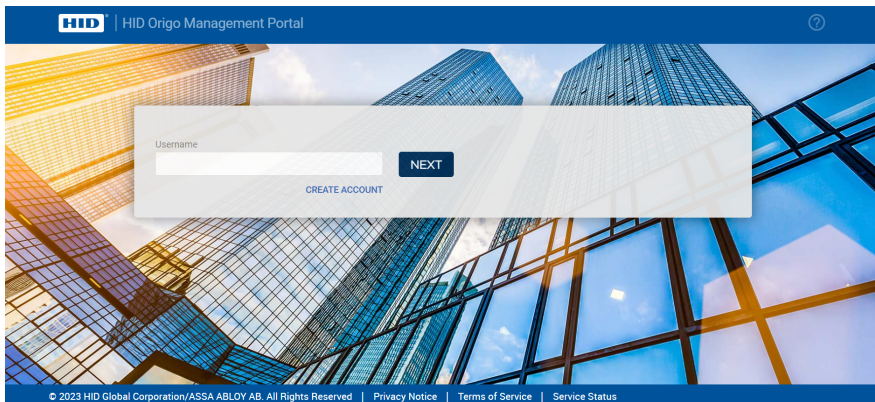 HID® | HID Origo Management Portal ?
Username
NEXT
CREATE ACCOUNT
© 2023 HID Global Corporation/ASSA ABLOY AB. All Rights Reserved | Privacy Notice | Terms of Service | Service Status